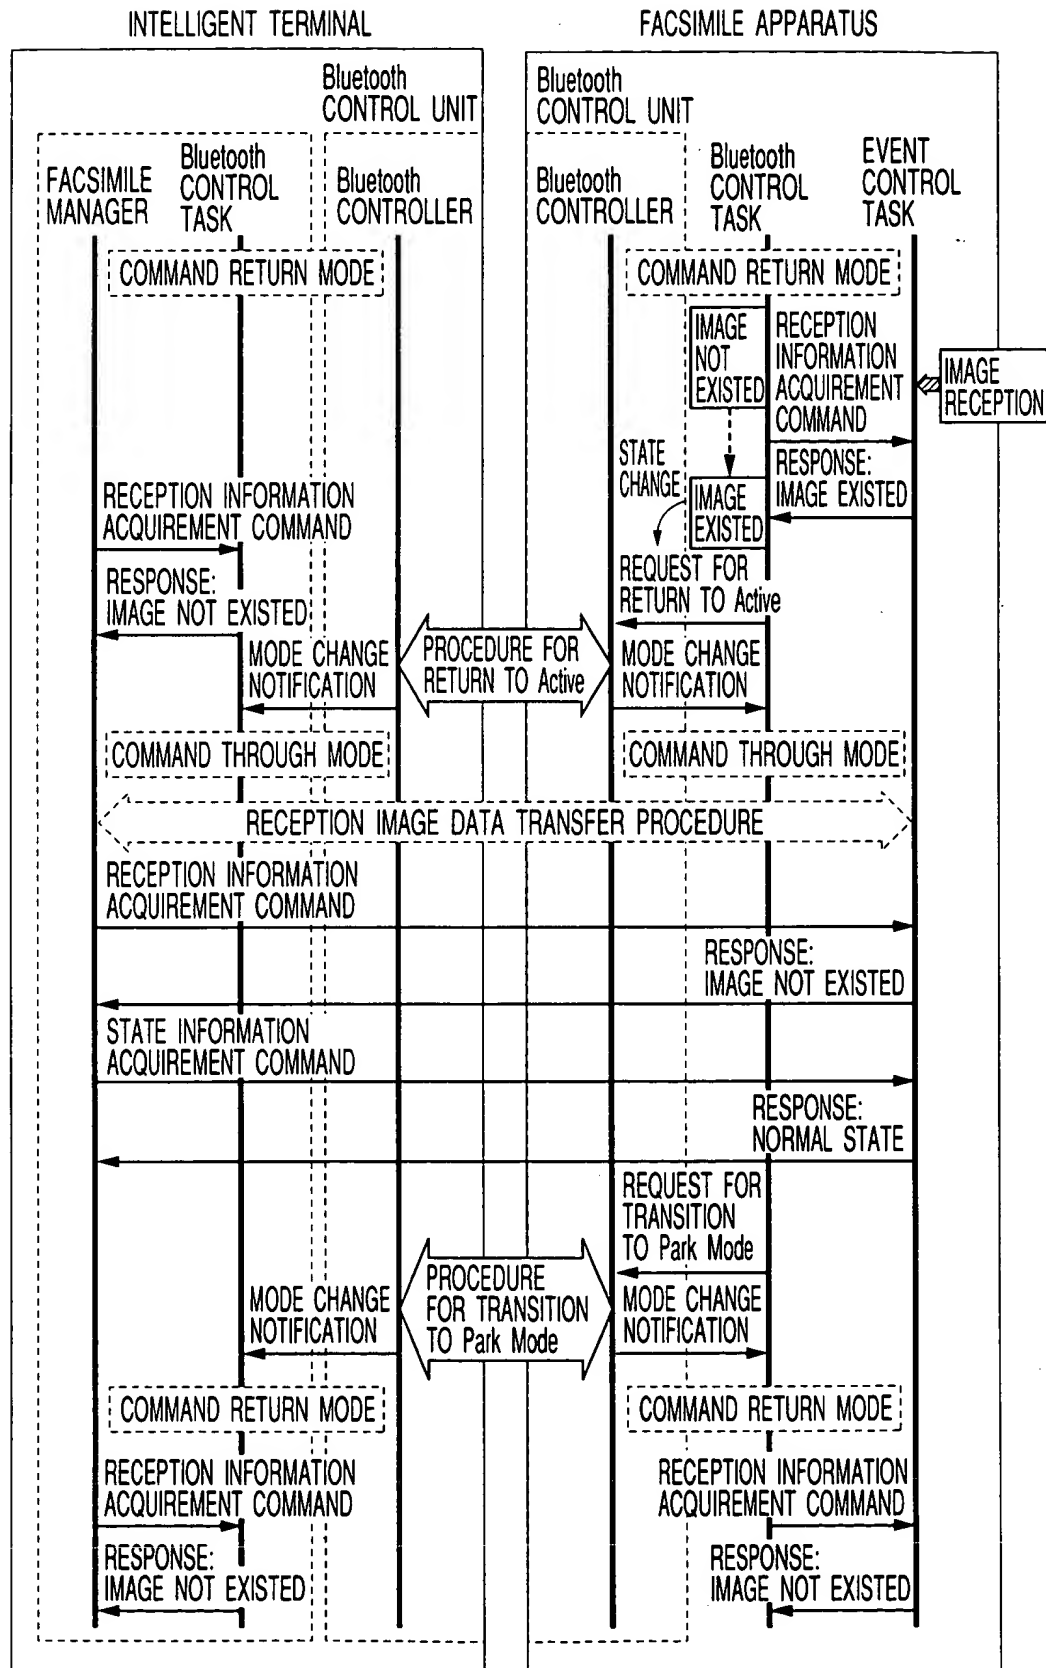 INTELLIGENT TERMINAL
FACSIMILE APPARATUS
Bluetooth
CONTROL UNIT
Bluetooth
CONTROL UNIT
FACSIMILE
MANAGER
Bluetooth
CONTROL
TASK
Bluetooth
CONTROLLER
Bluetooth
CONTROLLER
Bluetooth
CONTROL
TASK
EVENT
CONTROL
TASK
COMMAND RETURN MODE
COMMAND RETURN MODE
IMAGE
NOT
EXISTED
RECEPTION
INFORMATION
ACQUIREMENT
COMMAND
IMAGE
RECEPTION
STATE
CHANGE
RESPONSE:
IMAGE EXISTED
IMAGE
EXISTED
RECEPTION INFORMATION
ACQUIREMENT COMMAND
RESPONSE:
IMAGE NOT EXISTED
REQUEST FOR
RETURN TO Active
MODE CHANGE
NOTIFICATION
PROCEDURE FOR
RETURN TO Active
MODE CHANGE
NOTIFICATION
COMMAND THROUGH MODE
COMMAND THROUGH MODE
RECEPTION IMAGE DATA TRANSFER PROCEDURE
RECEPTION INFORMATION
ACQUIREMENT COMMAND
RESPONSE:
IMAGE NOT EXISTED
STATE INFORMATION
ACQUIREMENT COMMAND
RESPONSE:
NORMAL STATE
REQUEST FOR
TRANSITION
TO Park Mode
MODE CHANGE
NOTIFICATION
PROCEDURE
FOR TRANSITION
TO Park Mode
MODE CHANGE
NOTIFICATION
COMMAND RETURN MODE
COMMAND RETURN MODE
RECEPTION INFORMATION
ACQUIREMENT COMMAND
RECEPTION INFORMATION
ACQUIREMENT COMMAND
RESPONSE:
IMAGE NOT EXISTED
RESPONSE:
IMAGE NOT EXISTED